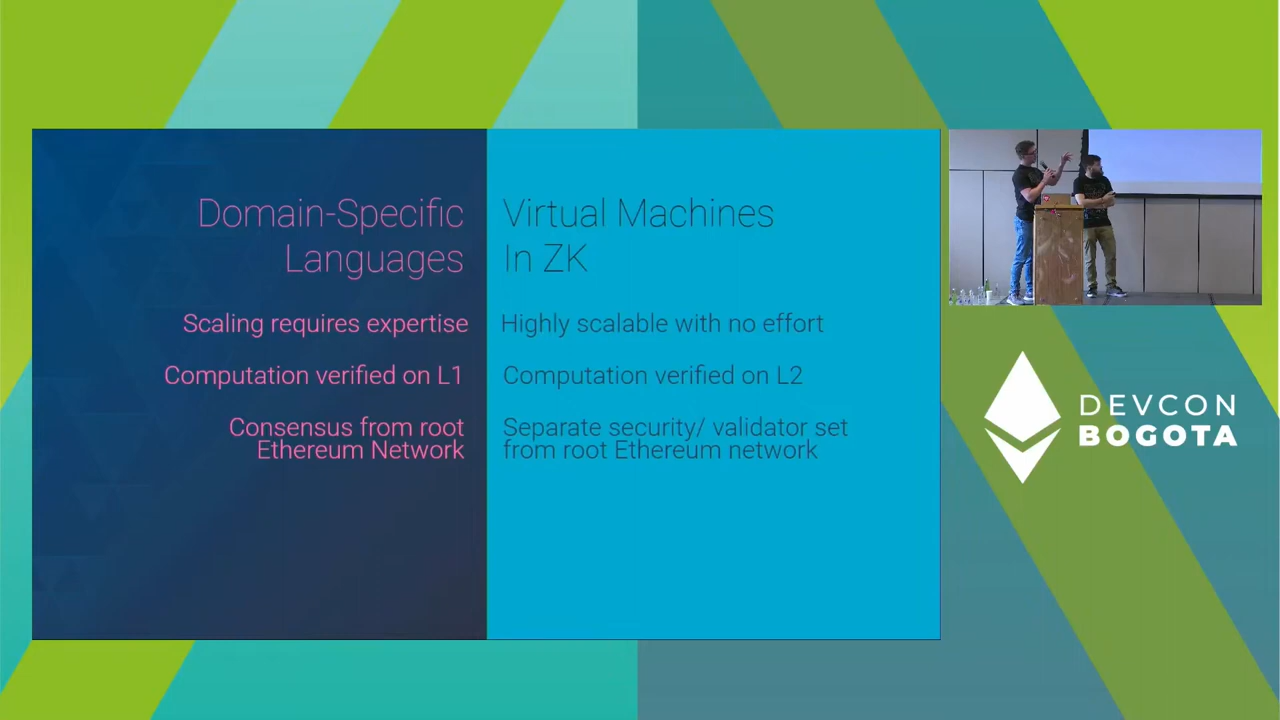 Domain-Specific
Languages
Scaling requires expertise
Computation verified on L1
Consensus from root
Ethereum Network
Virtual Machines
In ZK
Highly scalable with no effort
Computation verified on L2
Separate security/ validator set
from root Ethereum network
DEVCON
BOGOTA